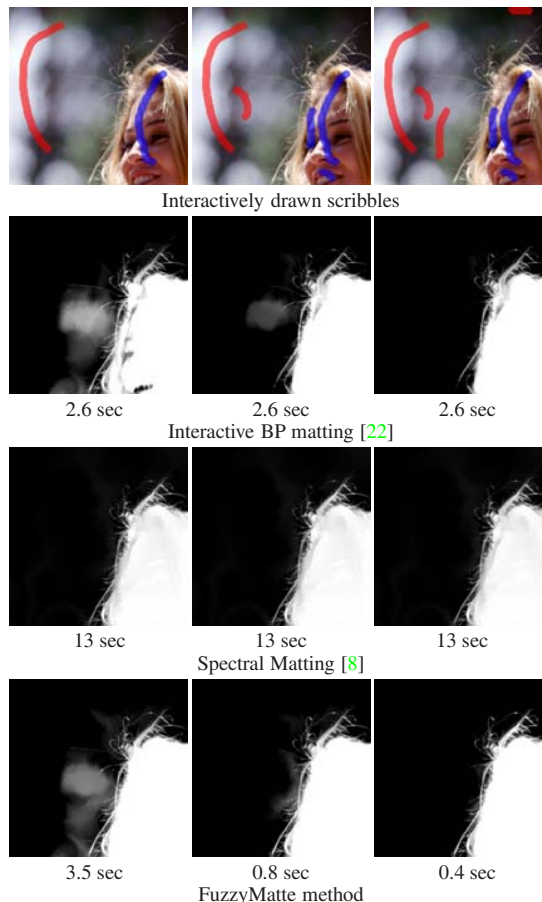 Interactively drawn scribbles
2.6 sec 2.6 sec 2.6 sec
Interactive BP matting [22]
13 sec 13 sec 13 sec
Spectral Matting [8]
3.5 sec 0.8 sec 0.4 sec
FuzzyMatte method